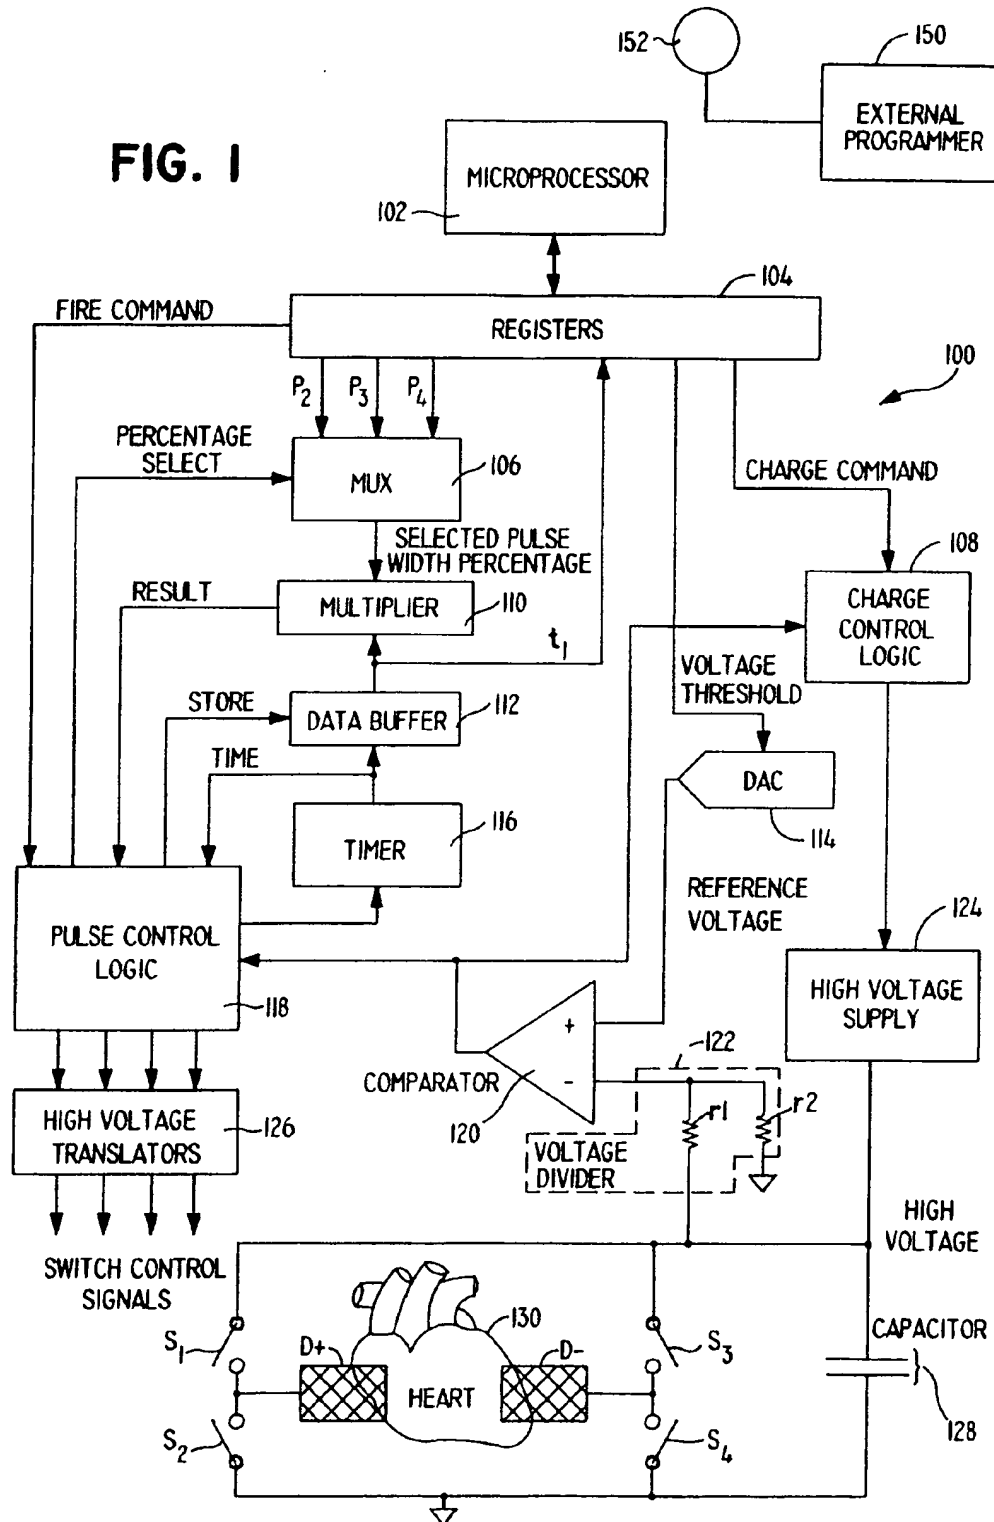 152
150
EXTERNAL
PROGRAMMER
FIG. 1
MICROPROCESSOR
102
104
FIRE COMMAND
REGISTERS
100
P2
P3
P4
PERCENTAGE
SELECT
MUX
106
CHARGE COMMAND
SELECTED PULSE
WIDTH PERCENTAGE
108
RESULT
MULTIPLIER
110
CHARGE
CONTROL
LOGIC
t1
VOLTAGE
THRESHOLD
STORE
DATA BUFFER
112
TIME
DAC
114
TIMER
116
REFERENCE
VOLTAGE
124
PULSE CONTROL
LOGIC
118
HIGH VOLTAGE
SUPPLY
+
-
122
COMPARATOR
120
r1
r2
HIGH VOLTAGE
TRANSLATORS
126
VOLTAGE
DIVIDER
HIGH
VOLTAGE
SWITCH CONTROL
SIGNALS
130
CAPACITOR
S1
D+
D-
S3
HEART
128
S2
S4